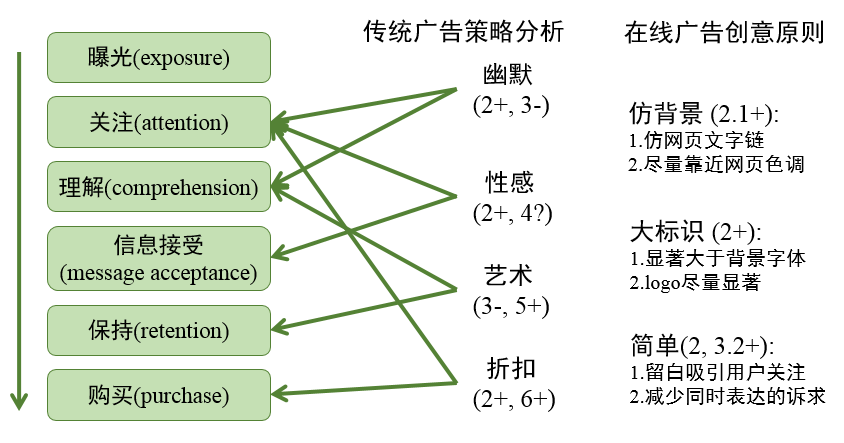 曝光(exposure)
关注(attention)
理解(comprehension)
信息接受
(message acceptance)
保持(retention)
购买(purchase)
传统广告策略分析
幽默
(2+, 3-)
性感
(2+, 4?)
艺术
(3-, 5+)
折扣
(2+, 6+)
在线广告创意原则
仿背景 (2.1+):
1.仿网页文字链
2.尽量靠近网页色调
大标识 (2+):
1.显著大于背景字体
2.logo尽量显著
简单(2, 3.2+):
1.留白吸引用户关注
2.减少同时表达的诉求